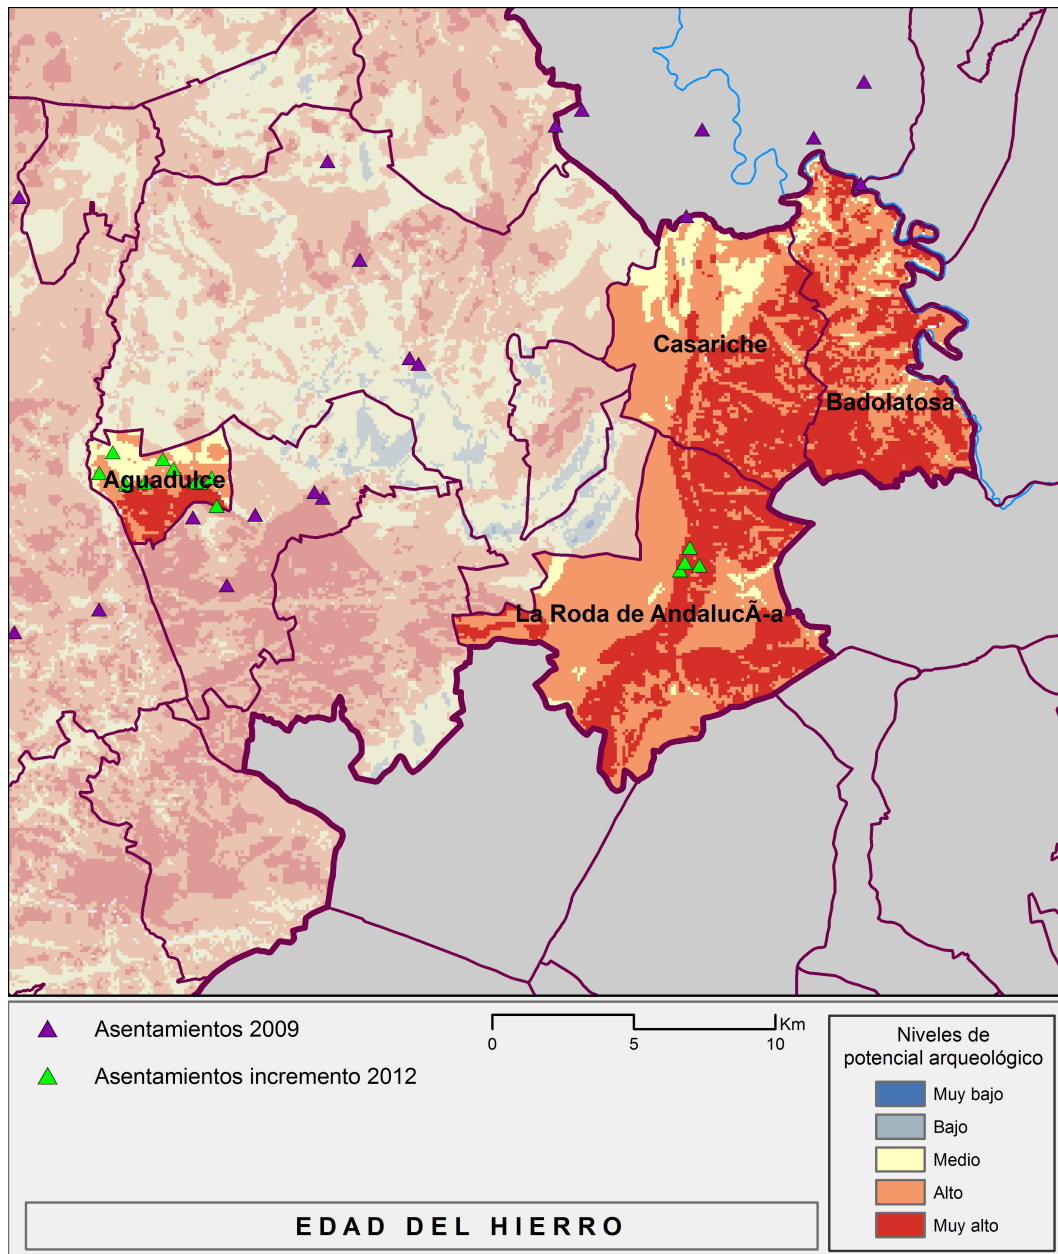 Casariche
Badolatosa
Aguadulce
La Roda de AndalucÃ-a
Asentamientos 2009
Asentamientos incremento 2012
Km
0 5 10
Niveles de
potencial arqueológico
Muy bajo
Bajo
Medio
Alto
Muy alto
EDAD DEL HIERRO